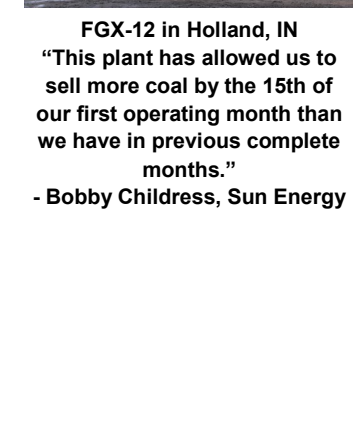 FGX-12 in Holland, IN
“This plant has allowed us to
sell more coal by the 15th of
our first operating month than
we have in previous complete
months.”
- Bobby Childress, Sun Energy